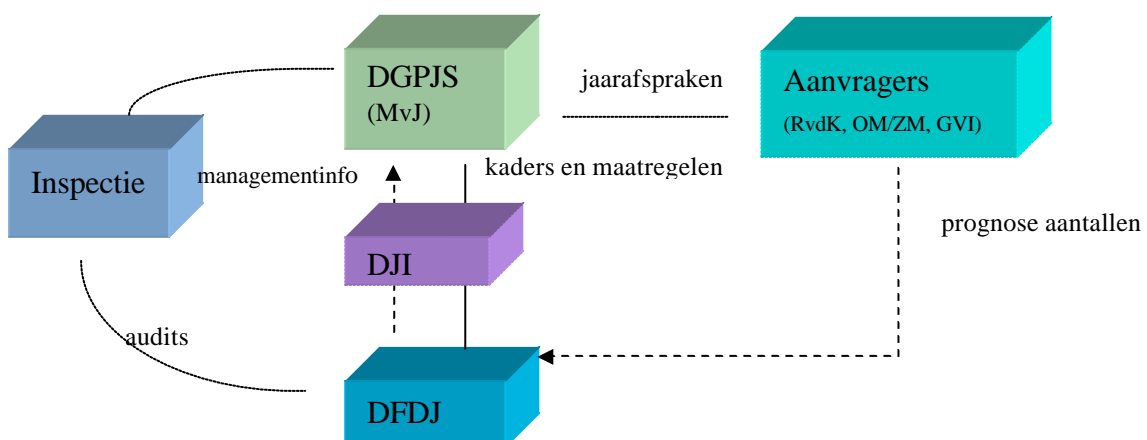 DGPJS
(MvJ)
jaarafspraken
Aanvragers
(RvdK, OM/ZM, GVI)
Inspectie
managementinfo
kaders en maatregelen
prognose aantallen
DJI
audits
DFDJ